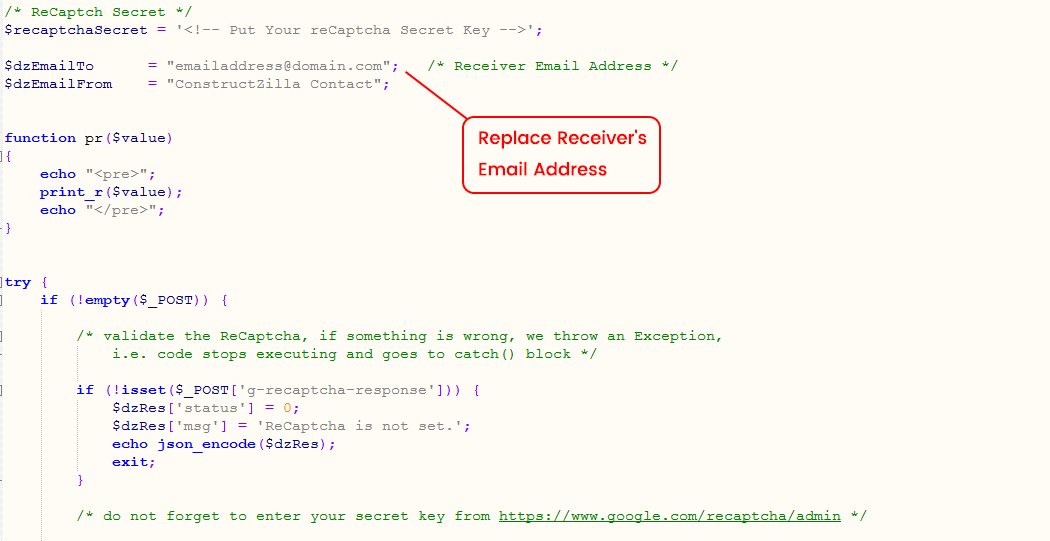 /* ReCaptch Secret */
$recaptchaSecret = '<!-- Put Your reCaptcha Secret Key -->';
$dzEmailTo      = "emailaddress@domain.com";   /* Receiver Email Address */
$dzEmailFrom    = "ConstructZilla Contact";
Replace Receiver's
Email Address
function pr($value)
{
    echo "<pre>";
    print_r($value);
    echo "</pre>";
}
try {
    if (!empty($_POST)) {
        /* validate the ReCaptcha, if something is wrong, we throw an Exception,
            i.e. code stops executing and goes to catch() block */
        if (!isset($_POST['g-recaptcha-response'])) {
            $dzRes['status'] = 0;
            $dzRes['msg'] = 'ReCaptcha is not set.';
            echo json_encode($dzRes);
            exit;
        }
        /* do not forget to enter your secret key from https://www.google.com/recaptcha/admin */